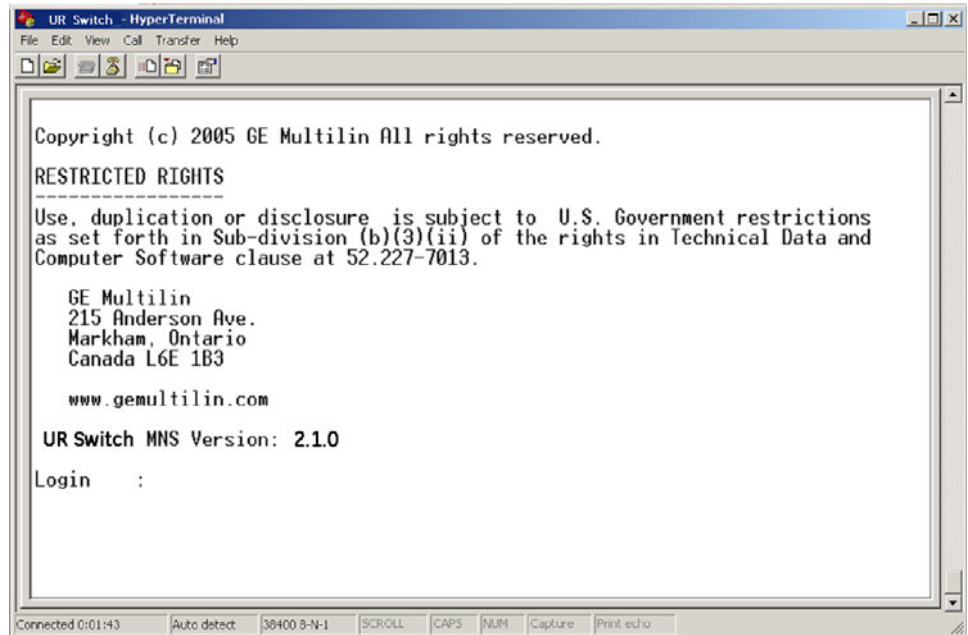 UR Switch - HyperTerminal
File Edit View Call Transfer Help
Copyright (c) 2005 GE Multilin All rights reserved.
RESTRICTED RIGHTS
-----------------
Use, duplication or disclosure is subject to U.S. Government restrictions
as set forth in Sub-division (b)(3)(ii) of the rights in Technical Data and
Computer Software clause at 52.227-7013.
GE Multilin
215 Anderson Ave.
Markham, Ontario
Canada L6E 1B3
www.gemultilin.com
UR Switch MNS Version: 2.1.0
Login :
Connected 0:01:43 Auto detect 38400 8-N-1 SCROLL CAPS NUM Capture Print echo